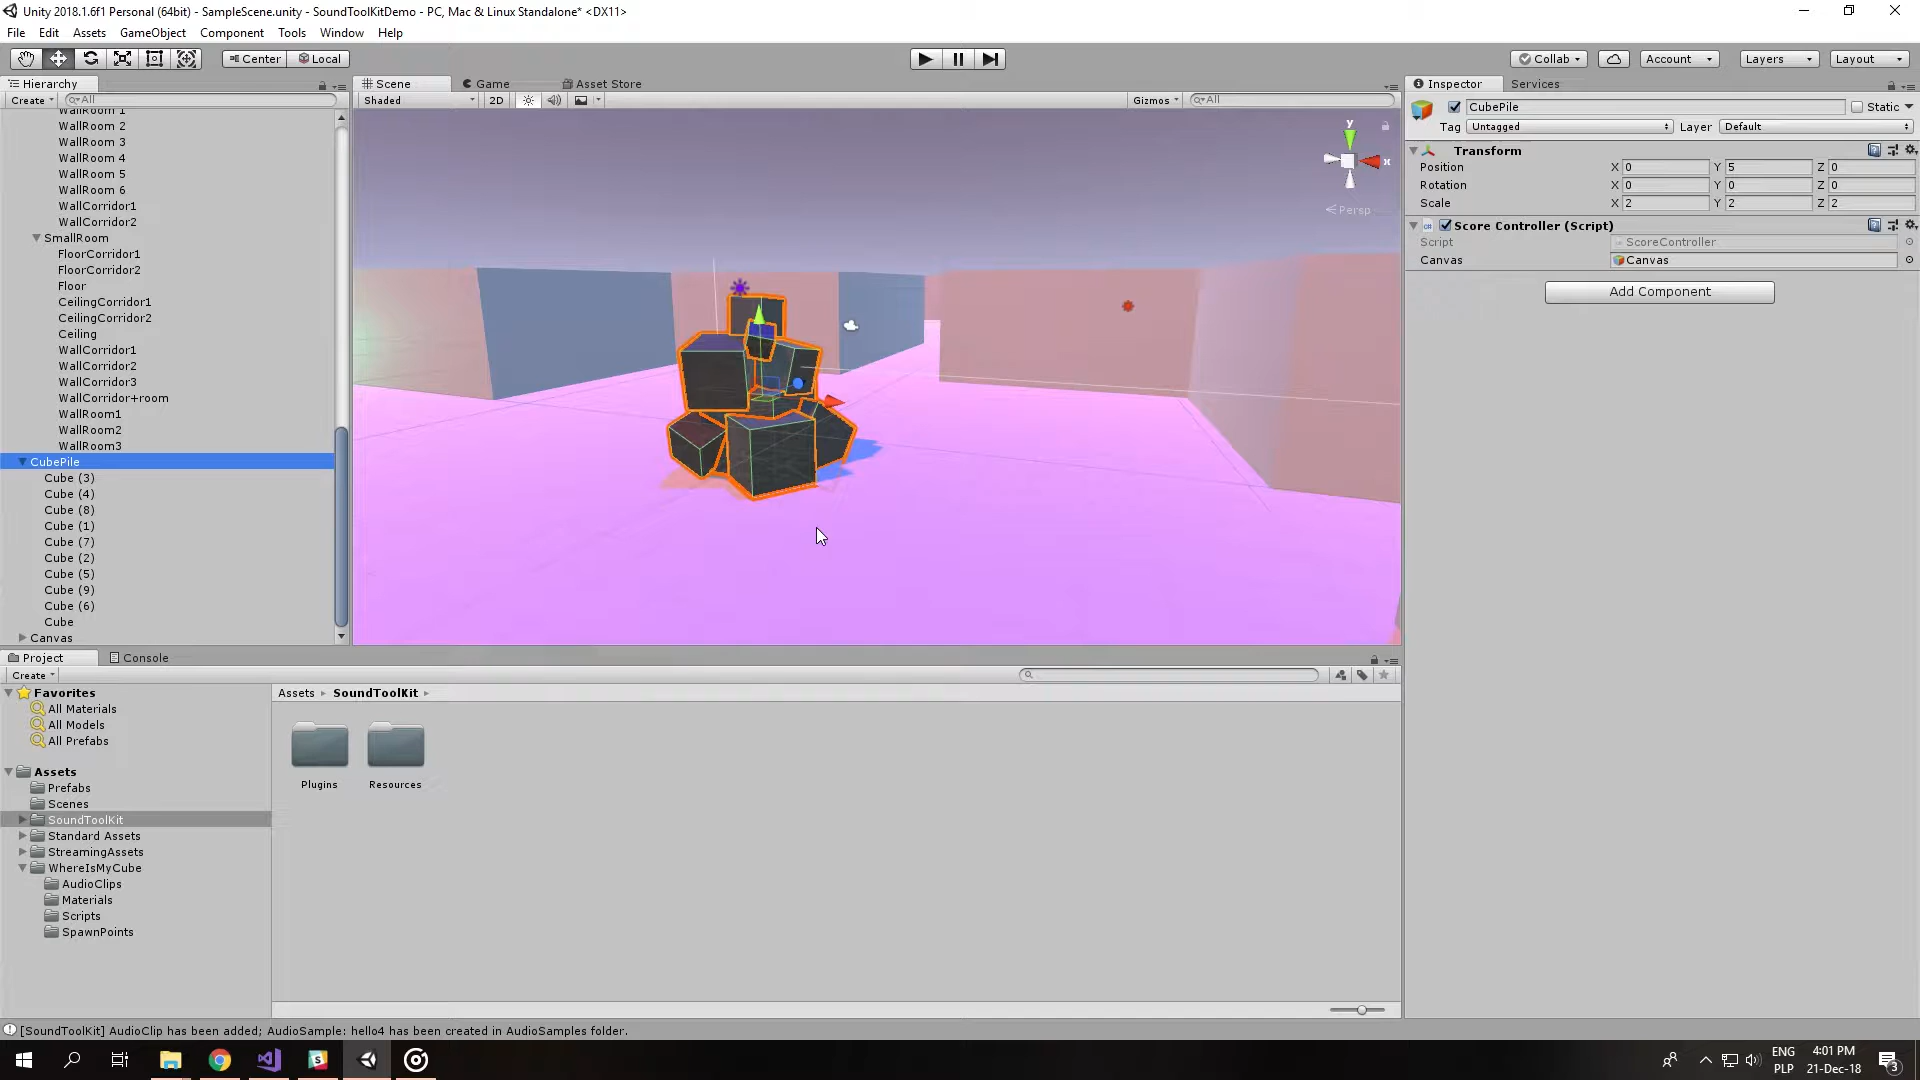 Unity 2018.1.6f1 Personal (64bit) - SampleScene.unity - SoundToolKitDemo - PC, Mac & Linux Standalone* <DX11>
File Edit Assets GameObject Component Tools Window Help
Center Local Collab Account Layers Layout
Hierarchy
Create All
WallRoom 1
WallRoom 2
WallRoom 3
WallRoom 4
WallRoom 5
WallRoom 6
WallCorridor1
WallCorridor2
SmallRoom
FloorCorridor1
FloorCorridor2
Floor
CeilingCorridor1
CeilingCorridor2
Ceiling
WallCorridor1
WallCorridor2
WallCorridor3
WallCorridor+room
WallRoom1
WallRoom2
WallRoom3
CubePile
Cube (3)
Cube (4)
Cube (8)
Cube (1)
Cube (7)
Cube (2)
Cube (5)
Cube (9)
Cube (6)
Cube
Canvas
Scene Game Asset Store
Shaded 2D Gizmos All
y
x
Persp
Inspector Services
CubePile Static
Tag Untagged Layer Default
Transform
Position X 0 Y 5 Z 0
Rotation X 0 Y 0 Z 0
Scale X 2 Y 2 Z 2
Score Controller (Script)
Script ScoreController
Canvas Canvas
Add Component
Project Console
Create
Favorites
All Materials
All Models
All Prefabs
Assets
Prefabs
Scenes
SoundToolKit
Standard Assets
StreamingAssets
WhereIsMyCube
AudioClips
Materials
Scripts
SpawnPoints
Assets SoundToolKit
Plugins Resources
[SoundToolKit] AudioClip has been added; AudioSample: hello4 has been created in AudioSamples folder.
ENG
PLP
4:01 PM
21-Dec-18
3